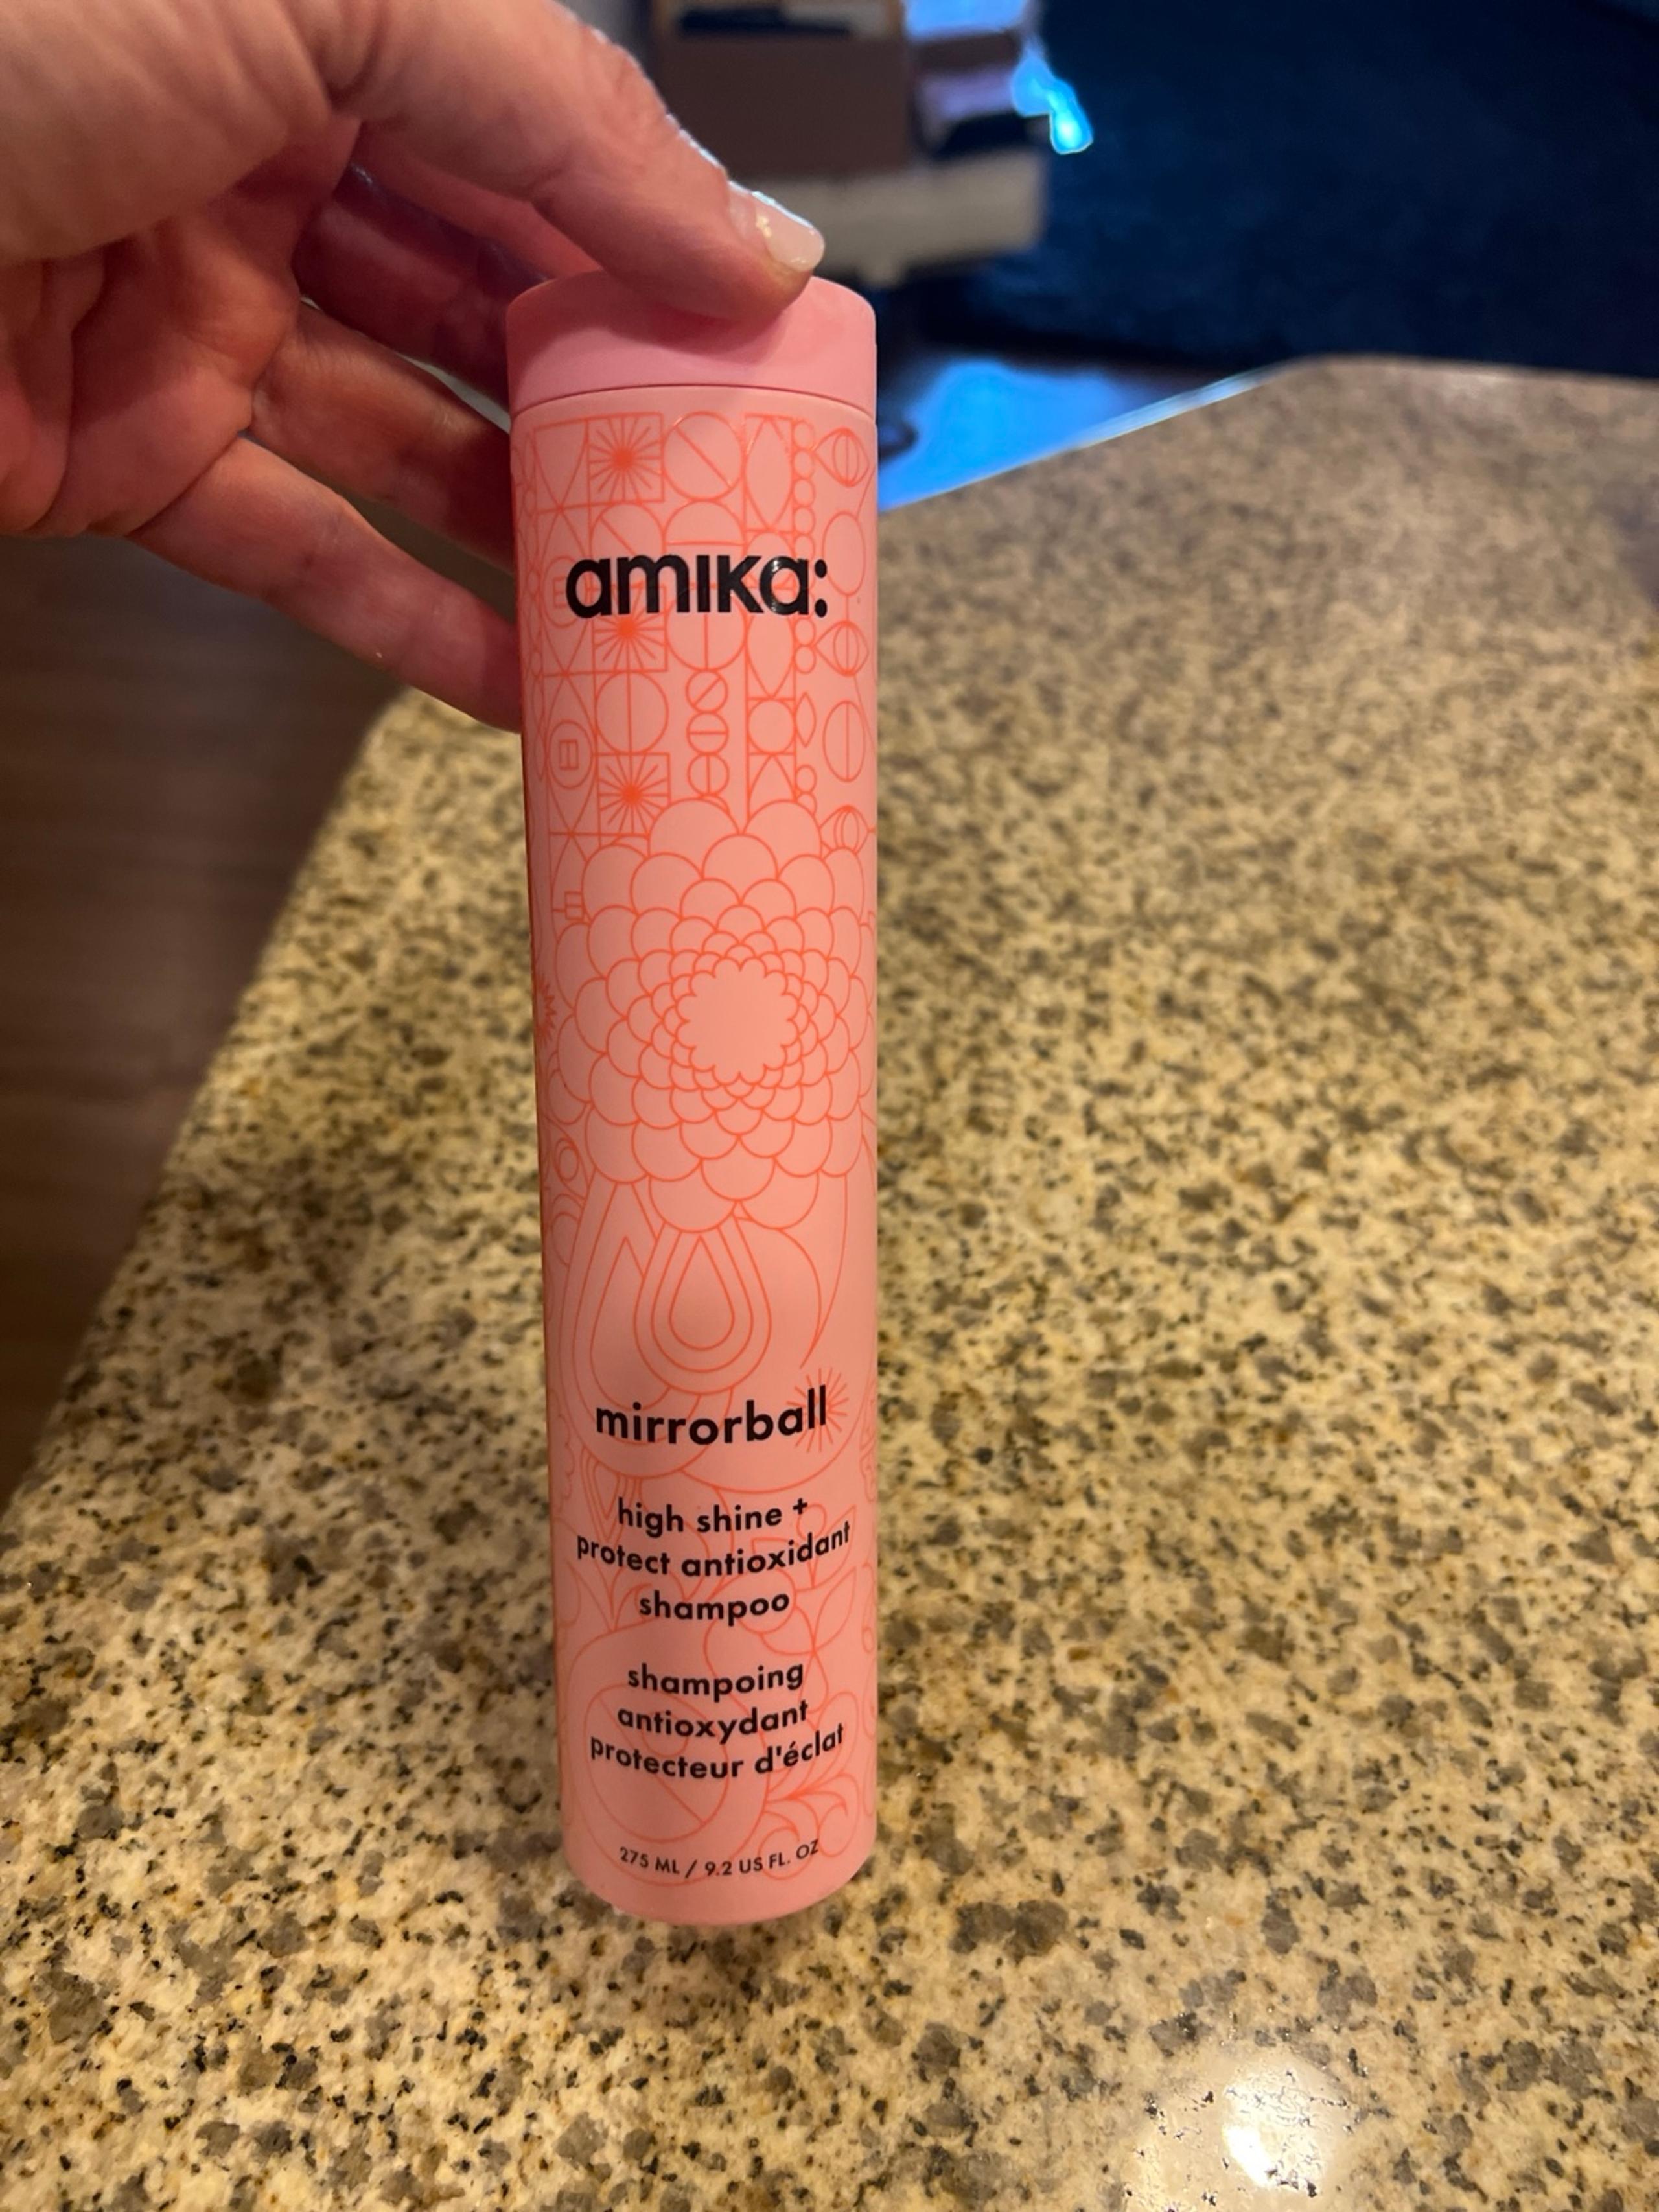 amika:
mirrorball
high shine +
protect antioxidant
shampoo
shampoing
antioxydant
protecteur d'éclat
275 ML / 9.2 US FL. OZ